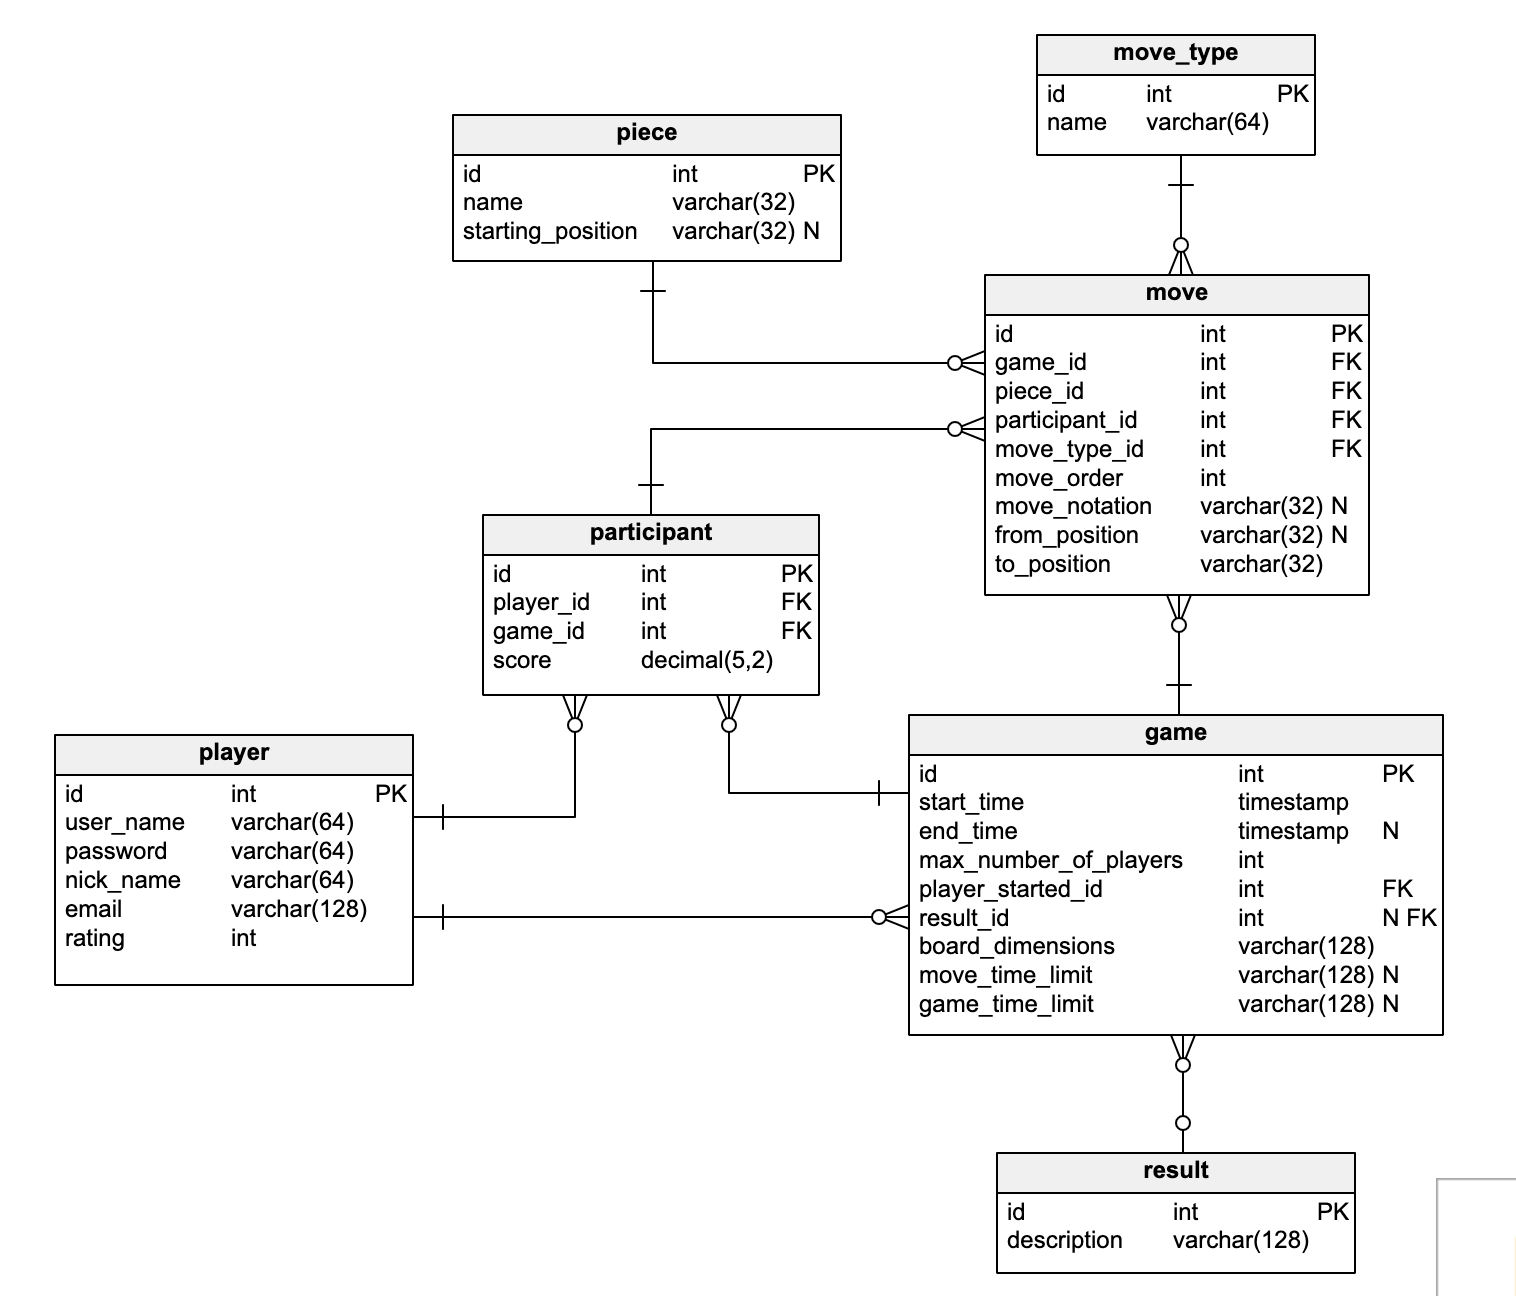 move_type
id int PK
name varchar(64)
piece
id int PK
name varchar(32)
starting_position varchar(32) N
move
id int PK
game_id int FK
piece_id int FK
participant_id int FK
move_type_id int FK
move_order int
move_notation varchar(32) N
from_position varchar(32) N
to_position varchar(32)
participant
id int PK
player_id int FK
game_id int FK
score decimal(5,2)
player
id int PK
user_name varchar(64)
password varchar(64)
nick_name varchar(64)
email varchar(128)
rating int
game
id int PK
start_time timestamp
end_time timestamp N
max_number_of_players int
player_started_id int FK
result_id int N FK
board_dimensions varchar(128)
move_time_limit varchar(128) N
game_time_limit varchar(128) N
result
id int PK
description varchar(128)